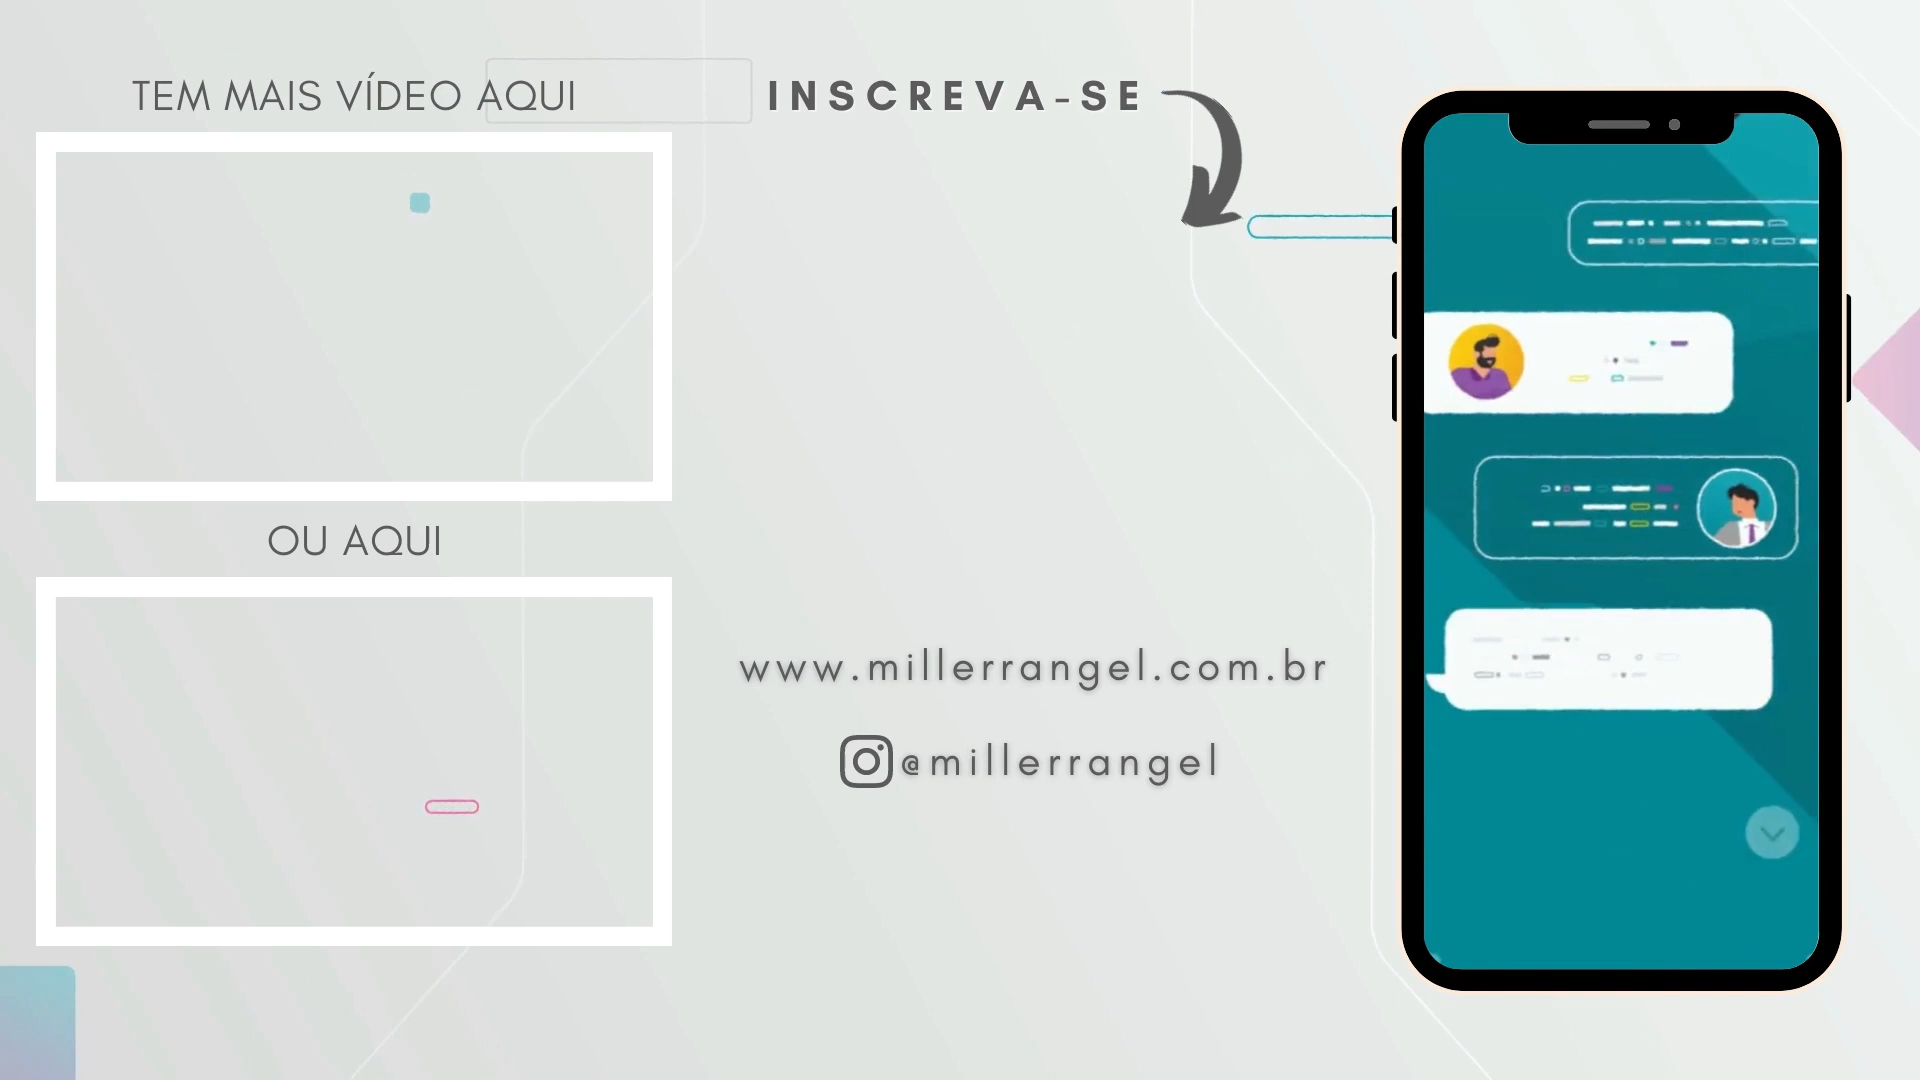 TEM MAIS VÍDEO AQUI
INSCREVA-SE
OU AQUI
www.millerrangel.com.br
@millerrangel